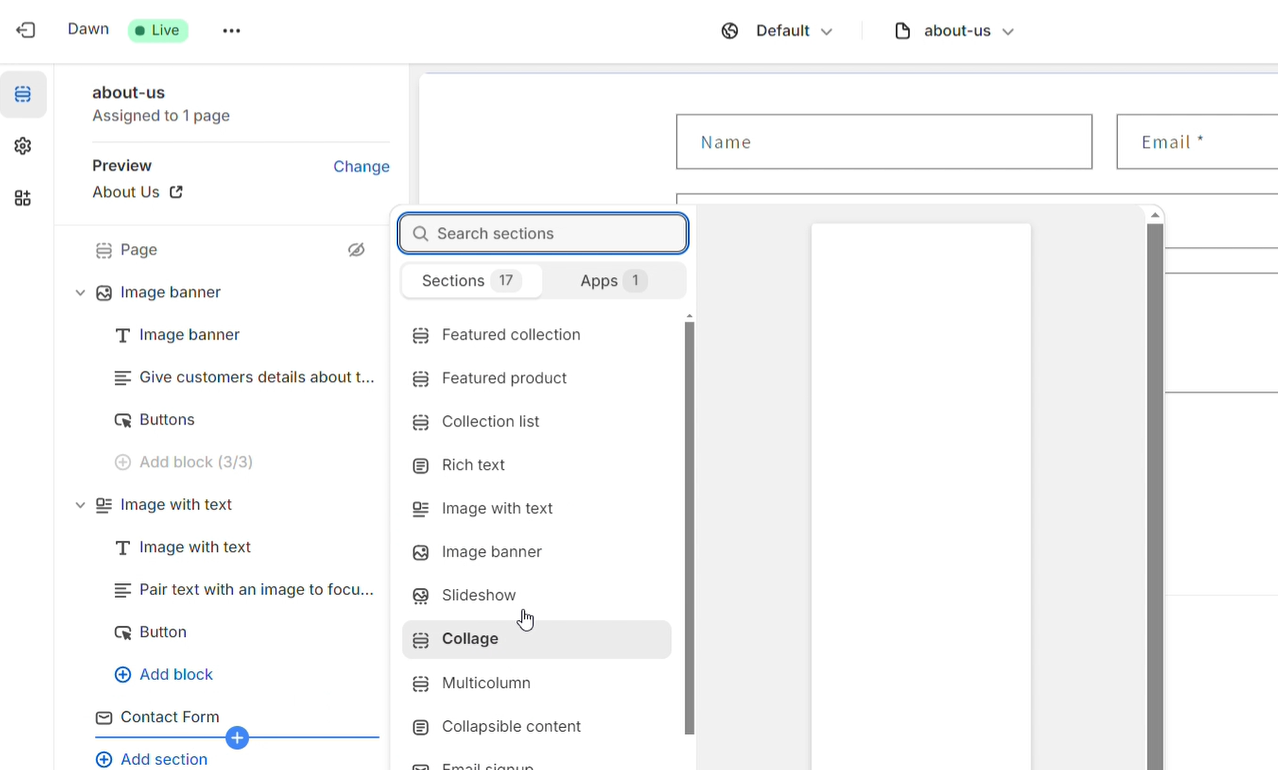 Dawn
Live
Default
about-us
about-us
Assigned to 1 page
Preview
Change
About Us
Page
Image banner
Image banner
Give customers details about t...
Buttons
Add block (3/3)
Image with text
Image with text
Pair text with an image to focu...
Button
Add block
Contact Form
Add section
Search sections
Sections 17
Apps 1
Featured collection
Featured product
Collection list
Rich text
Image with text
Image banner
Slideshow
Collage
Multicolumn
Collapsible content
Email signup
Name
Email *